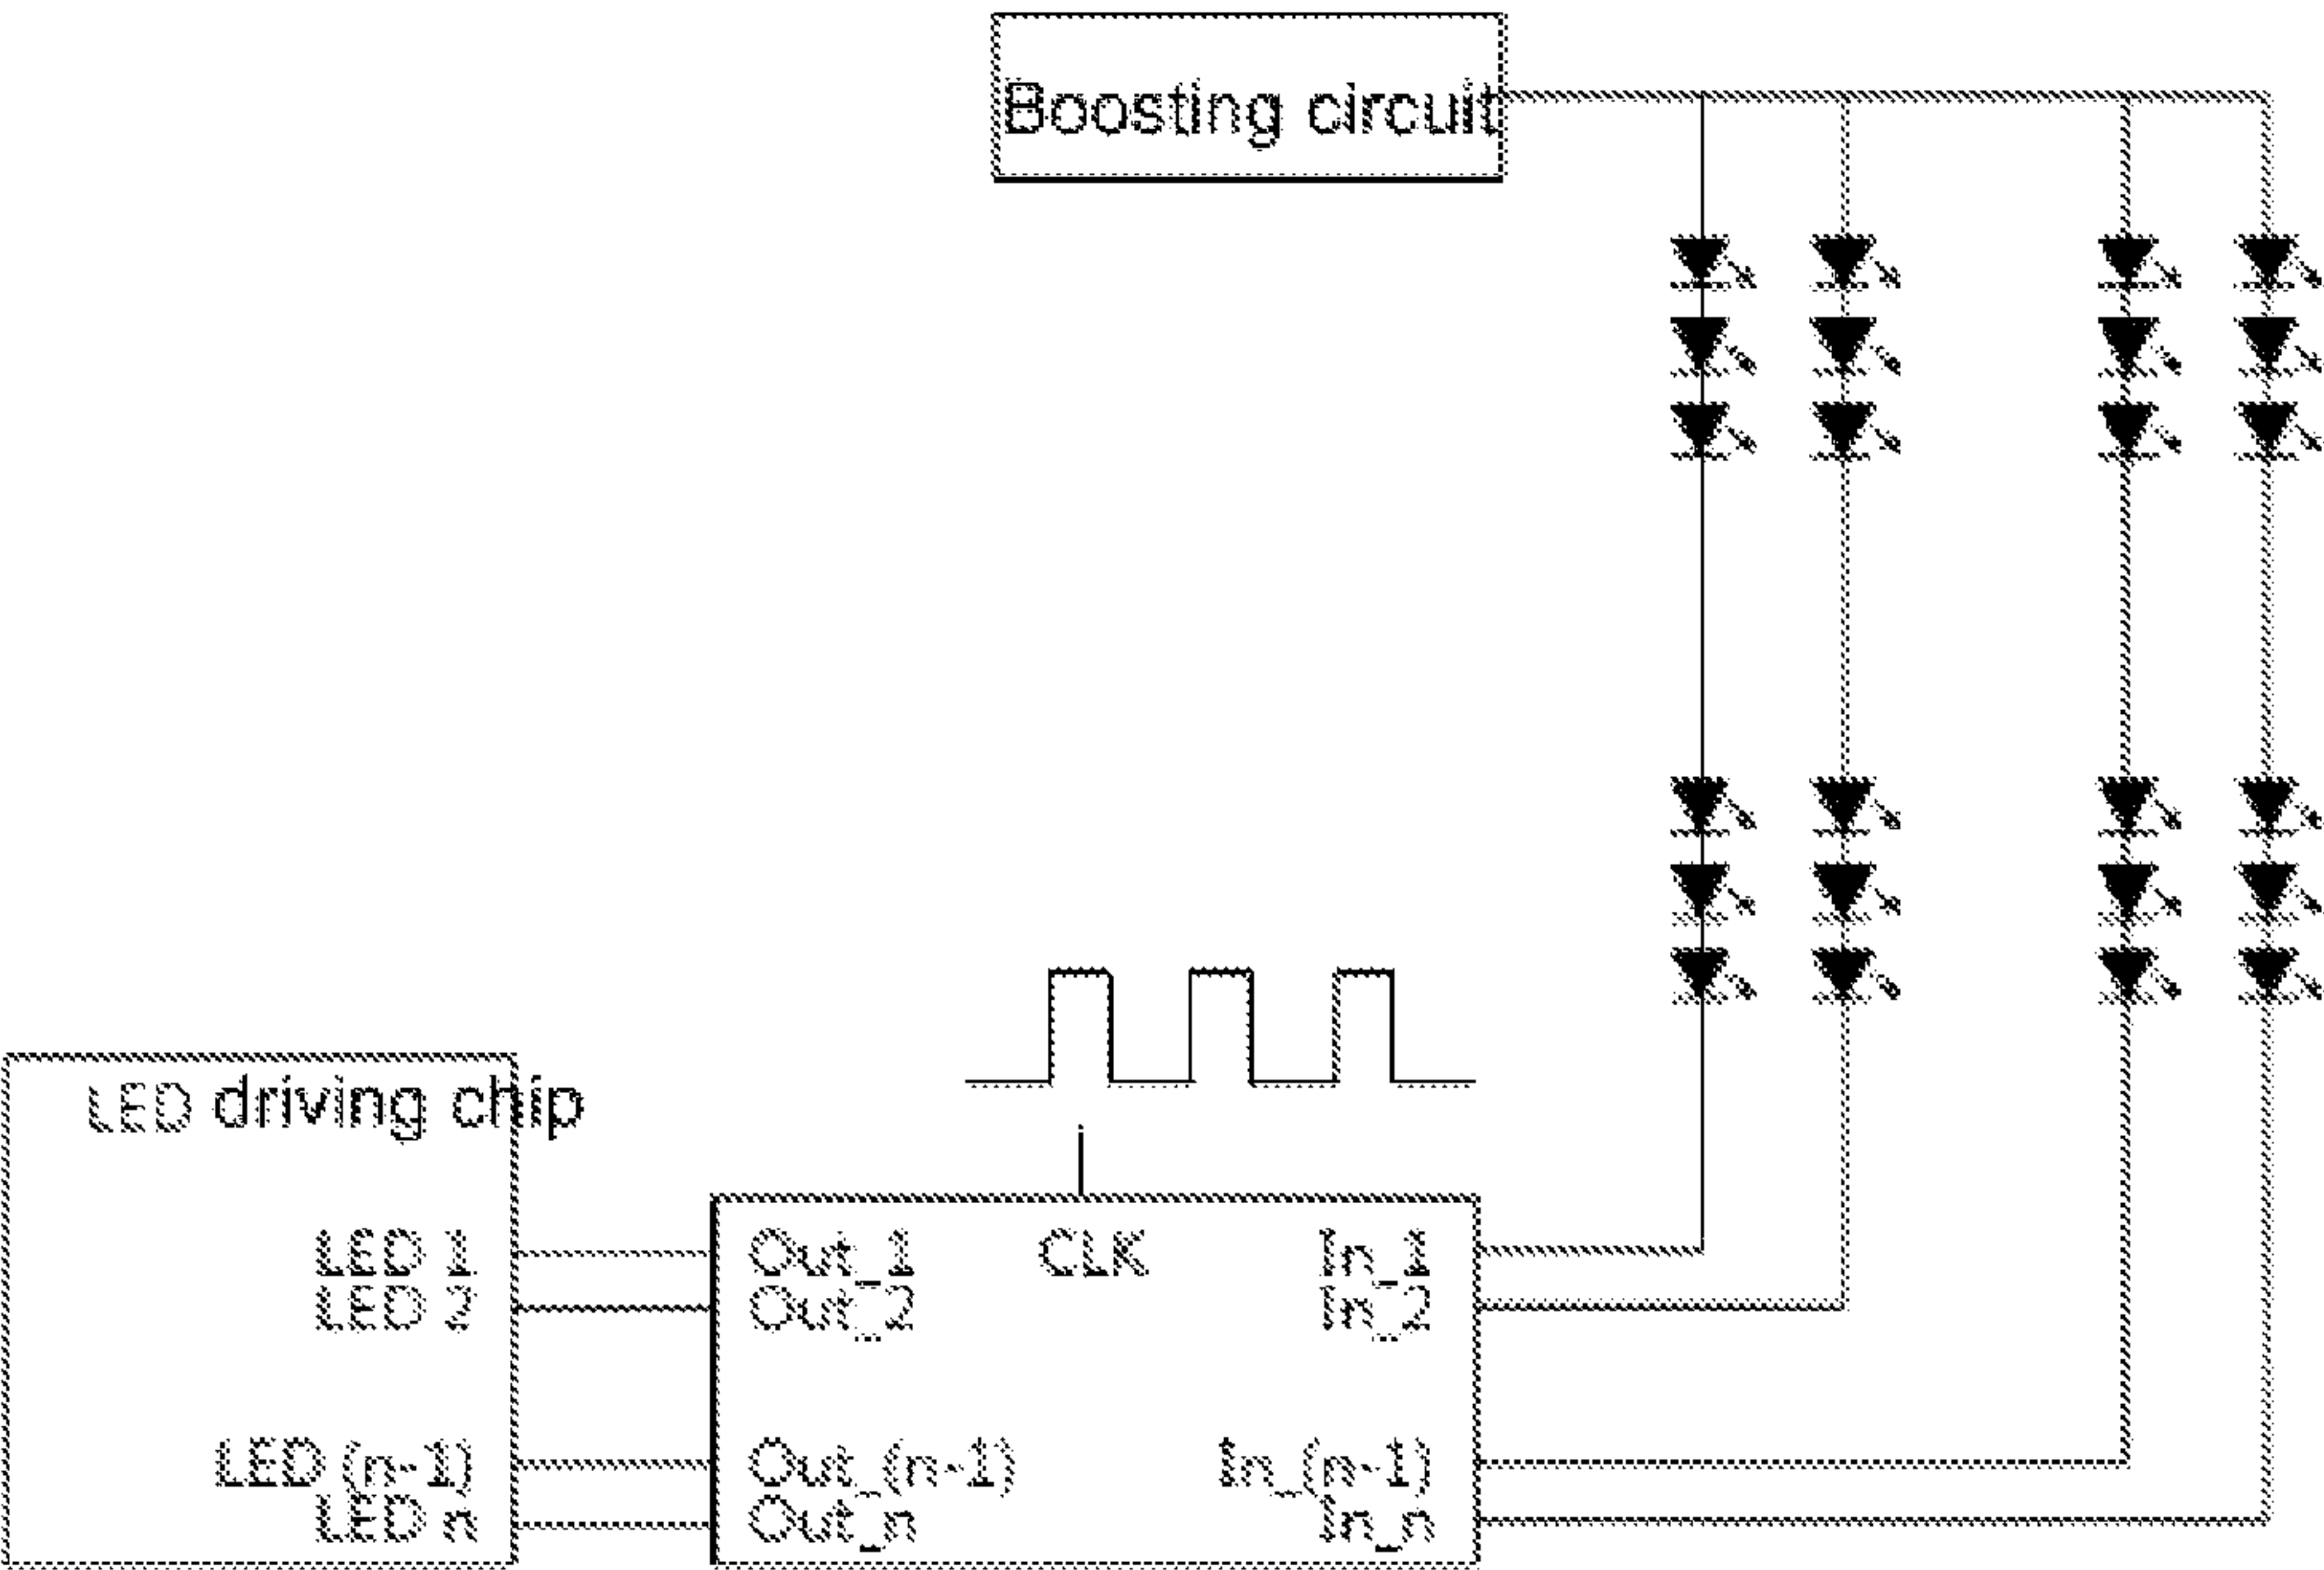 Boosting circuit
LED driving chip
LED 1 Out_1 CLK In_1
LED 2 Out_2 In_2
LED (n-1) Out_(n-1) In_(n-1)
LED n Out_n In_n